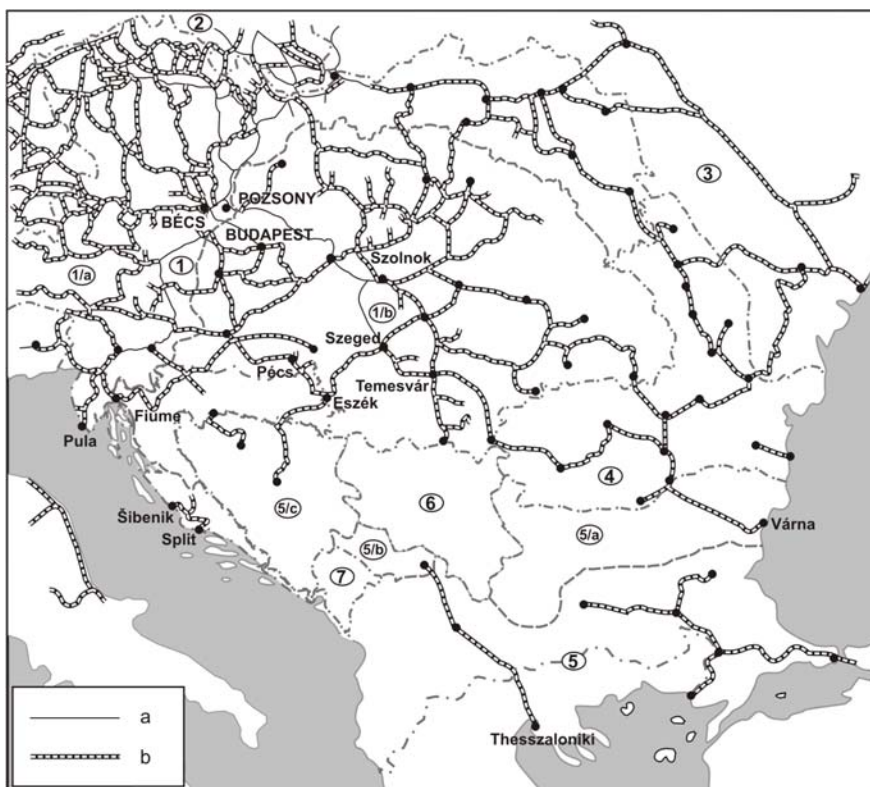 2
3
POZSONY
BÉCS
BUDAPEST
Szolnok
1
1/a
1/b
Szeged
Pécs
Temesvár
Eszék
Fiume
Pula
4
6
5/c
Šibenik
Várna
Split
5/a
5/b
7
5
a
b
Thesszaloníki